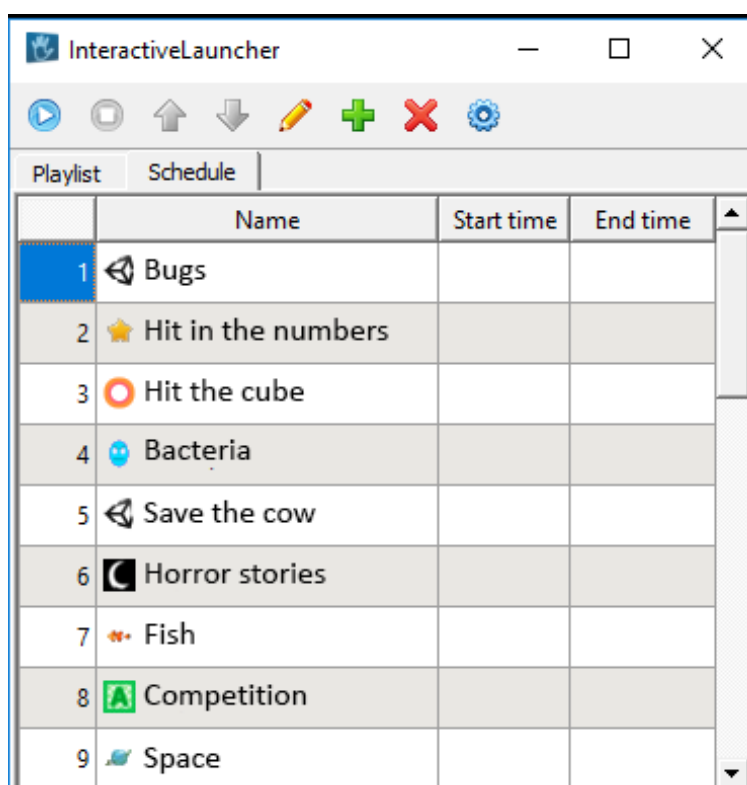 InteractiveLauncher
Playlist Schedule
Name Start time End time
1 Bugs
2 Hit in the numbers
3 Hit the cube
4 Bacteria
5 Save the cow
6 Horror stories
7 Fish
8 A Competition
9 Space